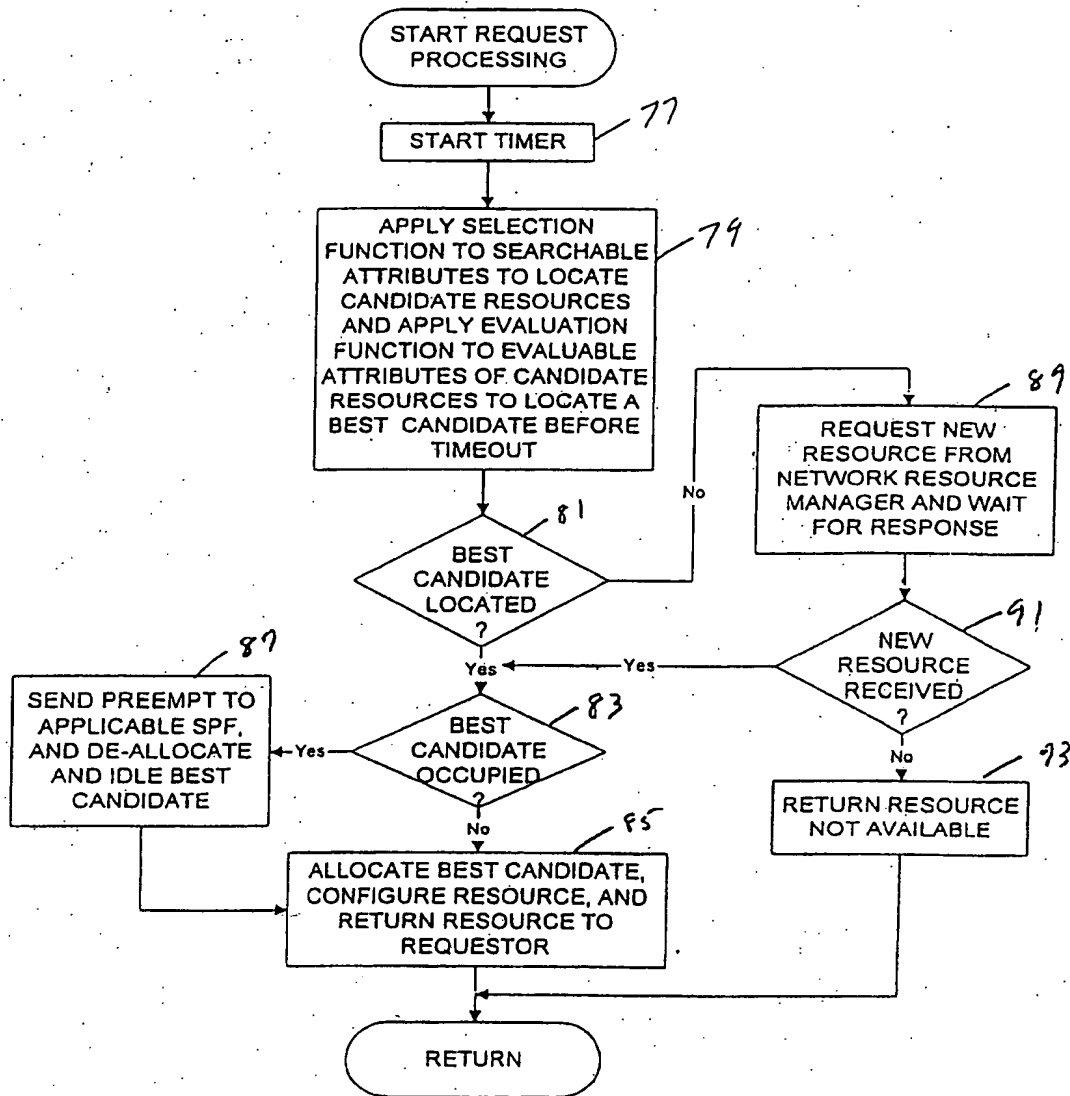 START REQUEST
PROCESSING
START TIMER
77
APPLY SELECTION
FUNCTION TO SEARCHABLE
ATTRIBUTES TO LOCATE
CANDIDATE RESOURCES
AND APPLY EVALUATION
FUNCTION TO EVALUABLE
ATTRIBUTES OF CANDIDATE
RESOURCES TO LOCATE A
BEST CANDIDATE BEFORE
TIMEOUT
79
BEST
CANDIDATE
LOCATED
?
81
No
REQUEST NEW
RESOURCE FROM
NETWORK RESOURCE
MANAGER AND WAIT
FOR RESPONSE
89
NEW
RESOURCE
RECEIVED
?
91
Yes
Yes
BEST
CANDIDATE
OCCUPIED
?
83
Yes
SEND PREEMPT TO
APPLICABLE SPF,
AND DE-ALLOCATE
AND IDLE BEST
CANDIDATE
87
No
No
RETURN RESOURCE
NOT AVAILABLE
93
ALLOCATE BEST CANDIDATE,
CONFIGURE RESOURCE, AND
RETURN RESOURCE TO
REQUESTOR
85
RETURN